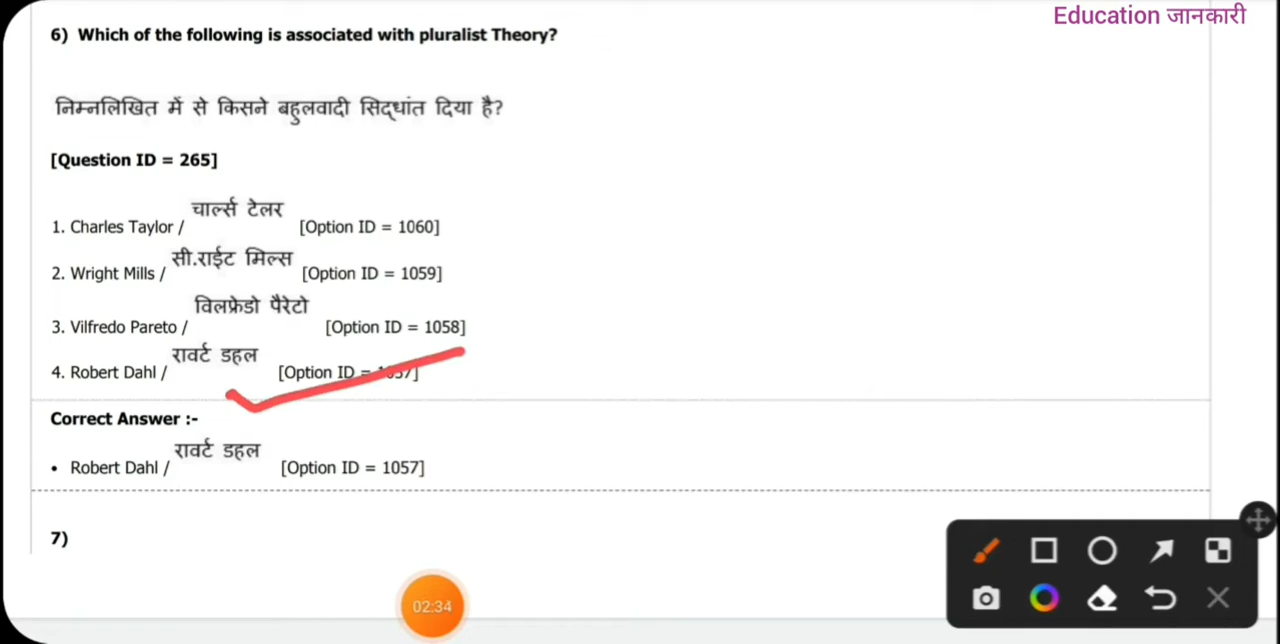 Education जानकारी
6) Which of the following is associated with pluralist Theory?
निम्नलिखित में से किसने बहुलवादी सिद्धांत दिया है?
[Question ID = 265]
1. Charles Taylor / चार्ल्स टेलर [Option ID = 1060]
2. Wright Mills / सी.राईट मिल्स [Option ID = 1059]
3. Vilfredo Pareto / विलफ्रेडो पैरेटो [Option ID = 1058]
4. Robert Dahl / रावर्ट डहल [Option ID = 1057]
Correct Answer :-
• Robert Dahl / रावर्ट डहल [Option ID = 1057]
7)
02:34